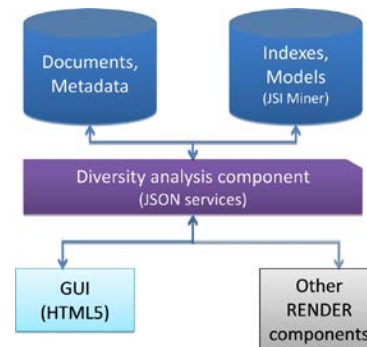 Documents,
Metadata
Indexes,
Models
(JSI Miner)
Diversity analysis component
(JSON services)
GUI
(HTML5)
Other
RENDER
components